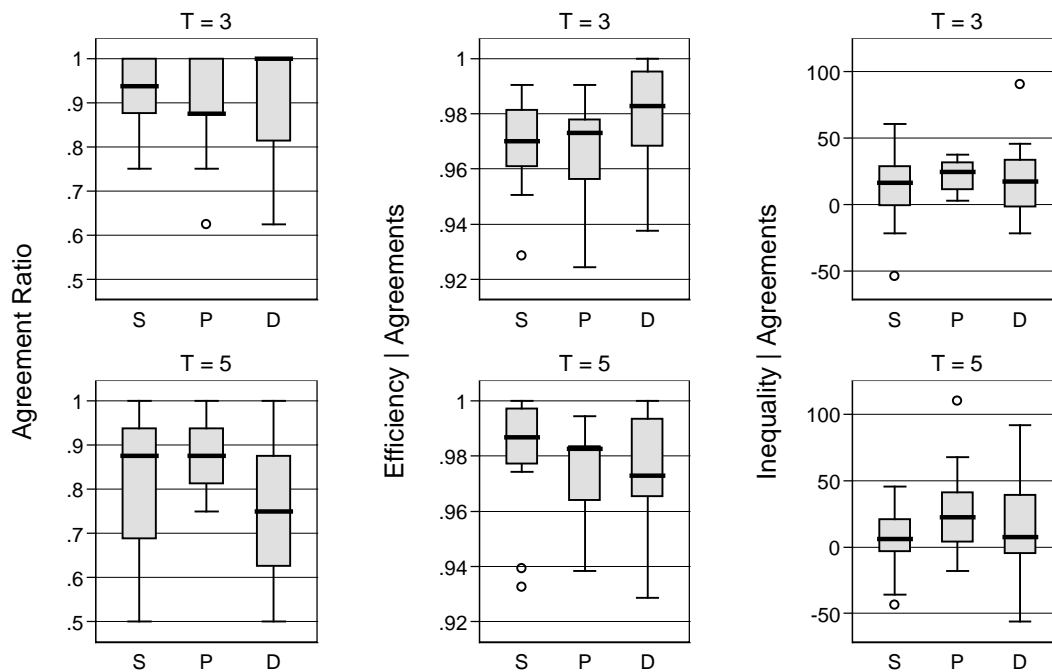 T = 3
1
.9
.8
.7
.6
.5
S P D
T = 5
1
.9
.8
.7
.6
.5
S P D
Agreement Ratio
T = 3
1
.98
.96
.94
.92
S P D
T = 5
1
.98
.96
.94
.92
S P D
Efficiency | Agreements
T = 3
100
50
0
-50
S P D
T = 5
100
50
0
-50
S P D
Inequality | Agreements